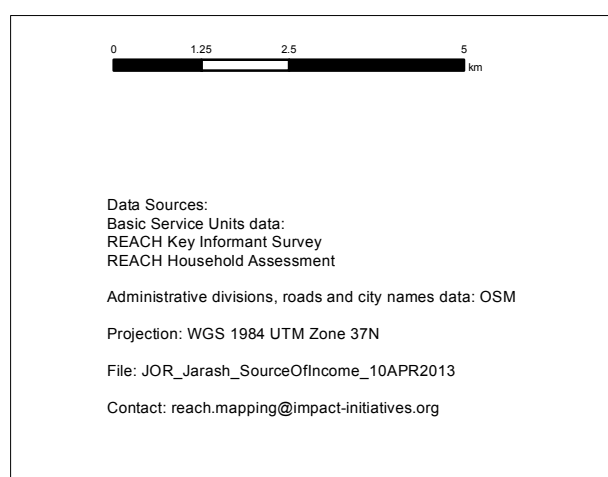 0 1.25 2.5 5
km
Data Sources:
Basic Service Units data:
REACH Key Informant Survey
REACH Household Assessment
Administrative divisions, roads and city names data: OSM
Projection: WGS 1984 UTM Zone 37N
File: JOR_Jarash_SourceOfIncome_10APR2013
Contact: reach.mapping@impact-initiatives.org